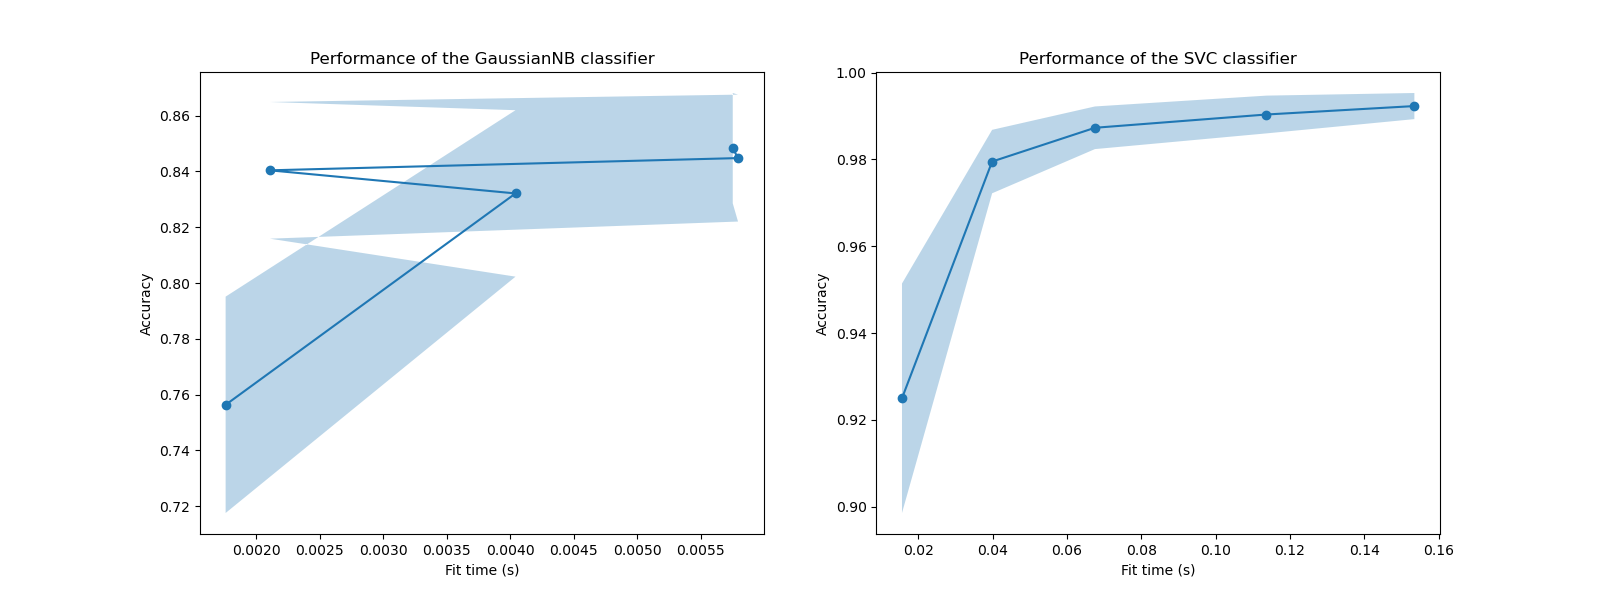 Performance of the GaussianNB classifier
Accuracy
0.86
0.84
0.82
0.80
0.78
0.76
0.74
0.72
0.0020 0.0025 0.0030 0.0035 0.0040 0.0045 0.0050 0.0055
Fit time (s)
Performance of the SVC classifier
Accuracy
1.00
0.98
0.96
0.94
0.92
0.90
0.02 0.04 0.06 0.08 0.10 0.12 0.14 0.16
Fit time (s)